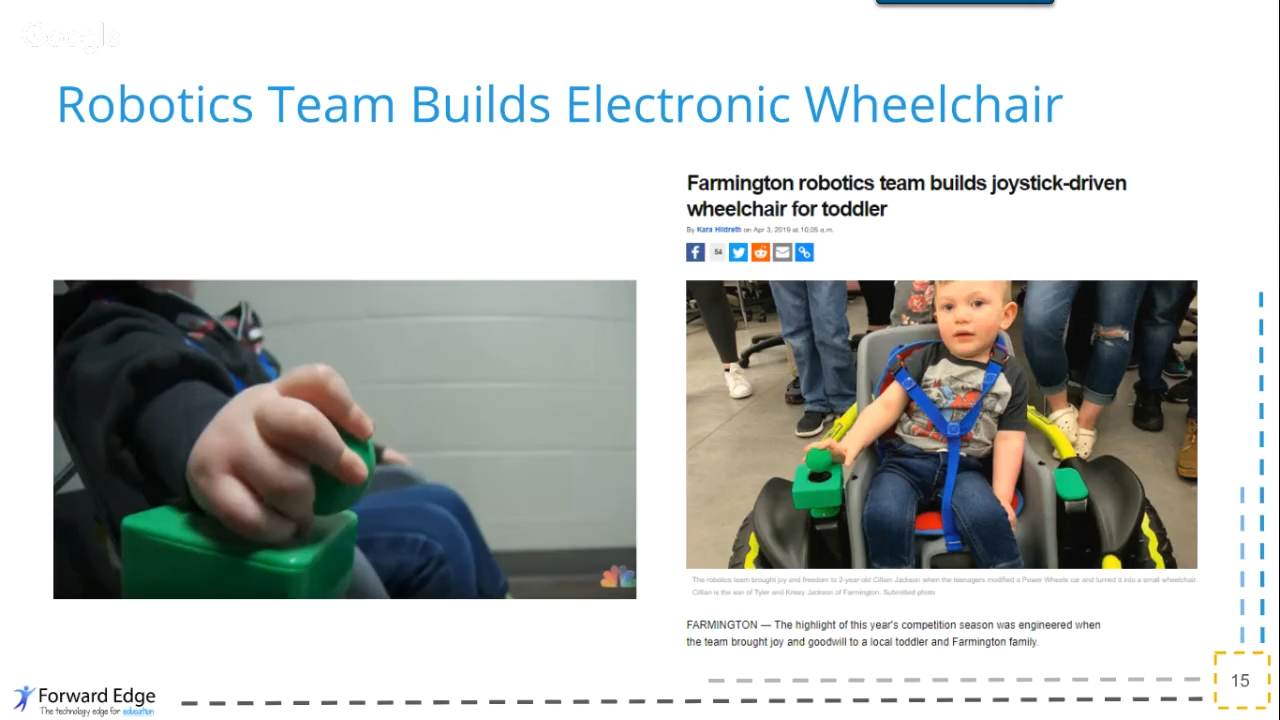 Google
Robotics Team Builds Electronic Wheelchair
Farmington robotics team builds joystick-driven
wheelchair for toddler
By Kara Hildreth on Apr 3, 2019 at 10:05 a.m.
54
The robotics team brought joy and freedom to 2-year-old Cillian Jackson when the teenagers modified a Power Wheels car and turned it into a small wheelchair.
Cillian is the son of Tyler and Krissy Jackson of Farmington. Submitted photo
FARMINGTON — The highlight of this year's competition season was engineered when
the team brought joy and goodwill to a local toddler and Farmington family.
Forward Edge
The technology edge for education
15